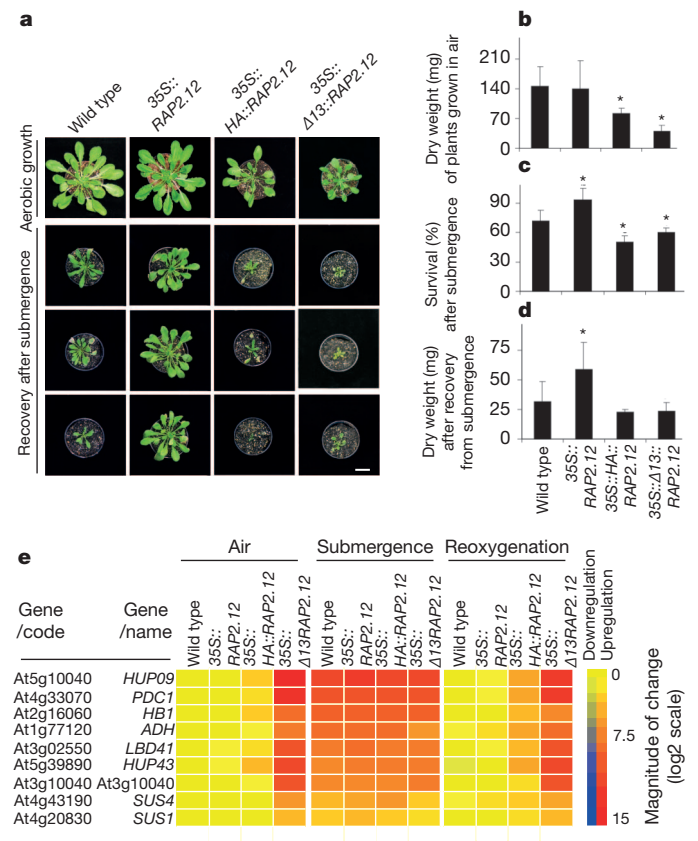 a
Wild type
35S::
RAP2.12
35S::
HA::RAP2.12
35S::
Δ13::RAP2.12
Aerobic growth
Recovery after submergence
b
Dry weight (mg)
of plants grown in air
210
140
70
0
*
*
c
Survival (%)
after submergence
90
60
30
0
*
*
*
d
Dry weight (mg)
after recovery
from submergence
75
50
25
0
*
Wild type
35S::
RAP2.12
35S::HA::
RAP2.12
35S::Δ13::
RAP2.12
e
Air
Submergence
Reoxygenation
Gene
/code
Gene
/name
Wild type
35S::
RAP2.12
35S::
HA::RAP2.12
35S::
Δ13RAP2.12
Wild type
35S::
RAP2.12
35S::
HA::RAP2.12
35S::
Δ13RAP2.12
Wild type
35S::
RAP2.12
35S::
HA::RAP2.12
35S::
Δ13RAP2.12
Downregulation
Upregulation
At5g10040 HUP09
At4g33070 PDC1
At2g16060 HB1
At1g77120 ADH
At3g02550 LBD41
At5g39890 HUP43
At3g10040 At3g10040
At4g43190 SUS4
At4g20830 SUS1
0
7.5
15
Magnitude of change
(log2 scale)